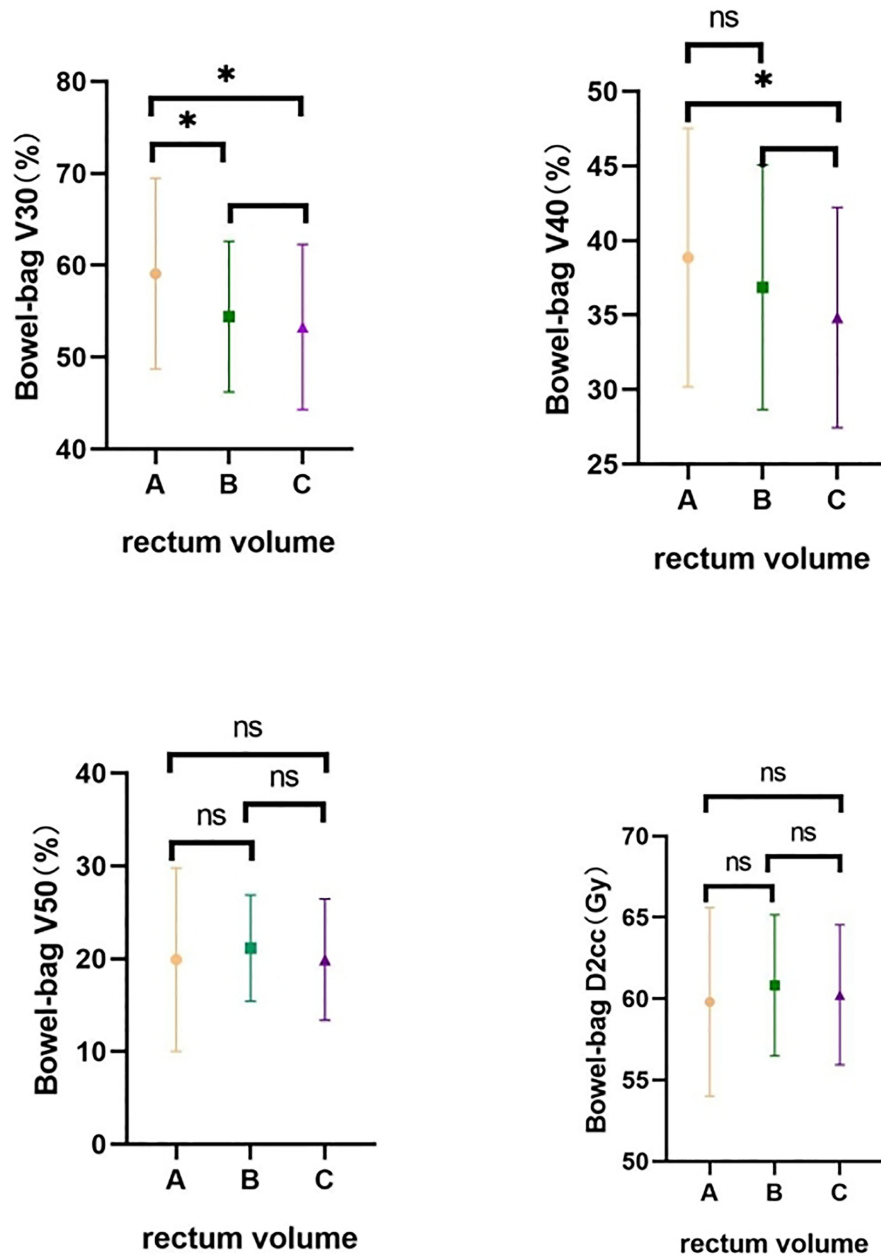 *
*
80
70
60
50
40
Bowel-bag V30(%)
A B C
rectum volume
ns
*
50
45
40
35
30
25
Bowel-bag V40(%)
A B C
rectum volume
ns
ns
ns
40
30
20
10
0
Bowel-bag V50(%)
A B C
rectum volume
ns
ns
ns
70
65
60
55
50
Bowel-bag D2cc(Gy)
A B C
rectum volume